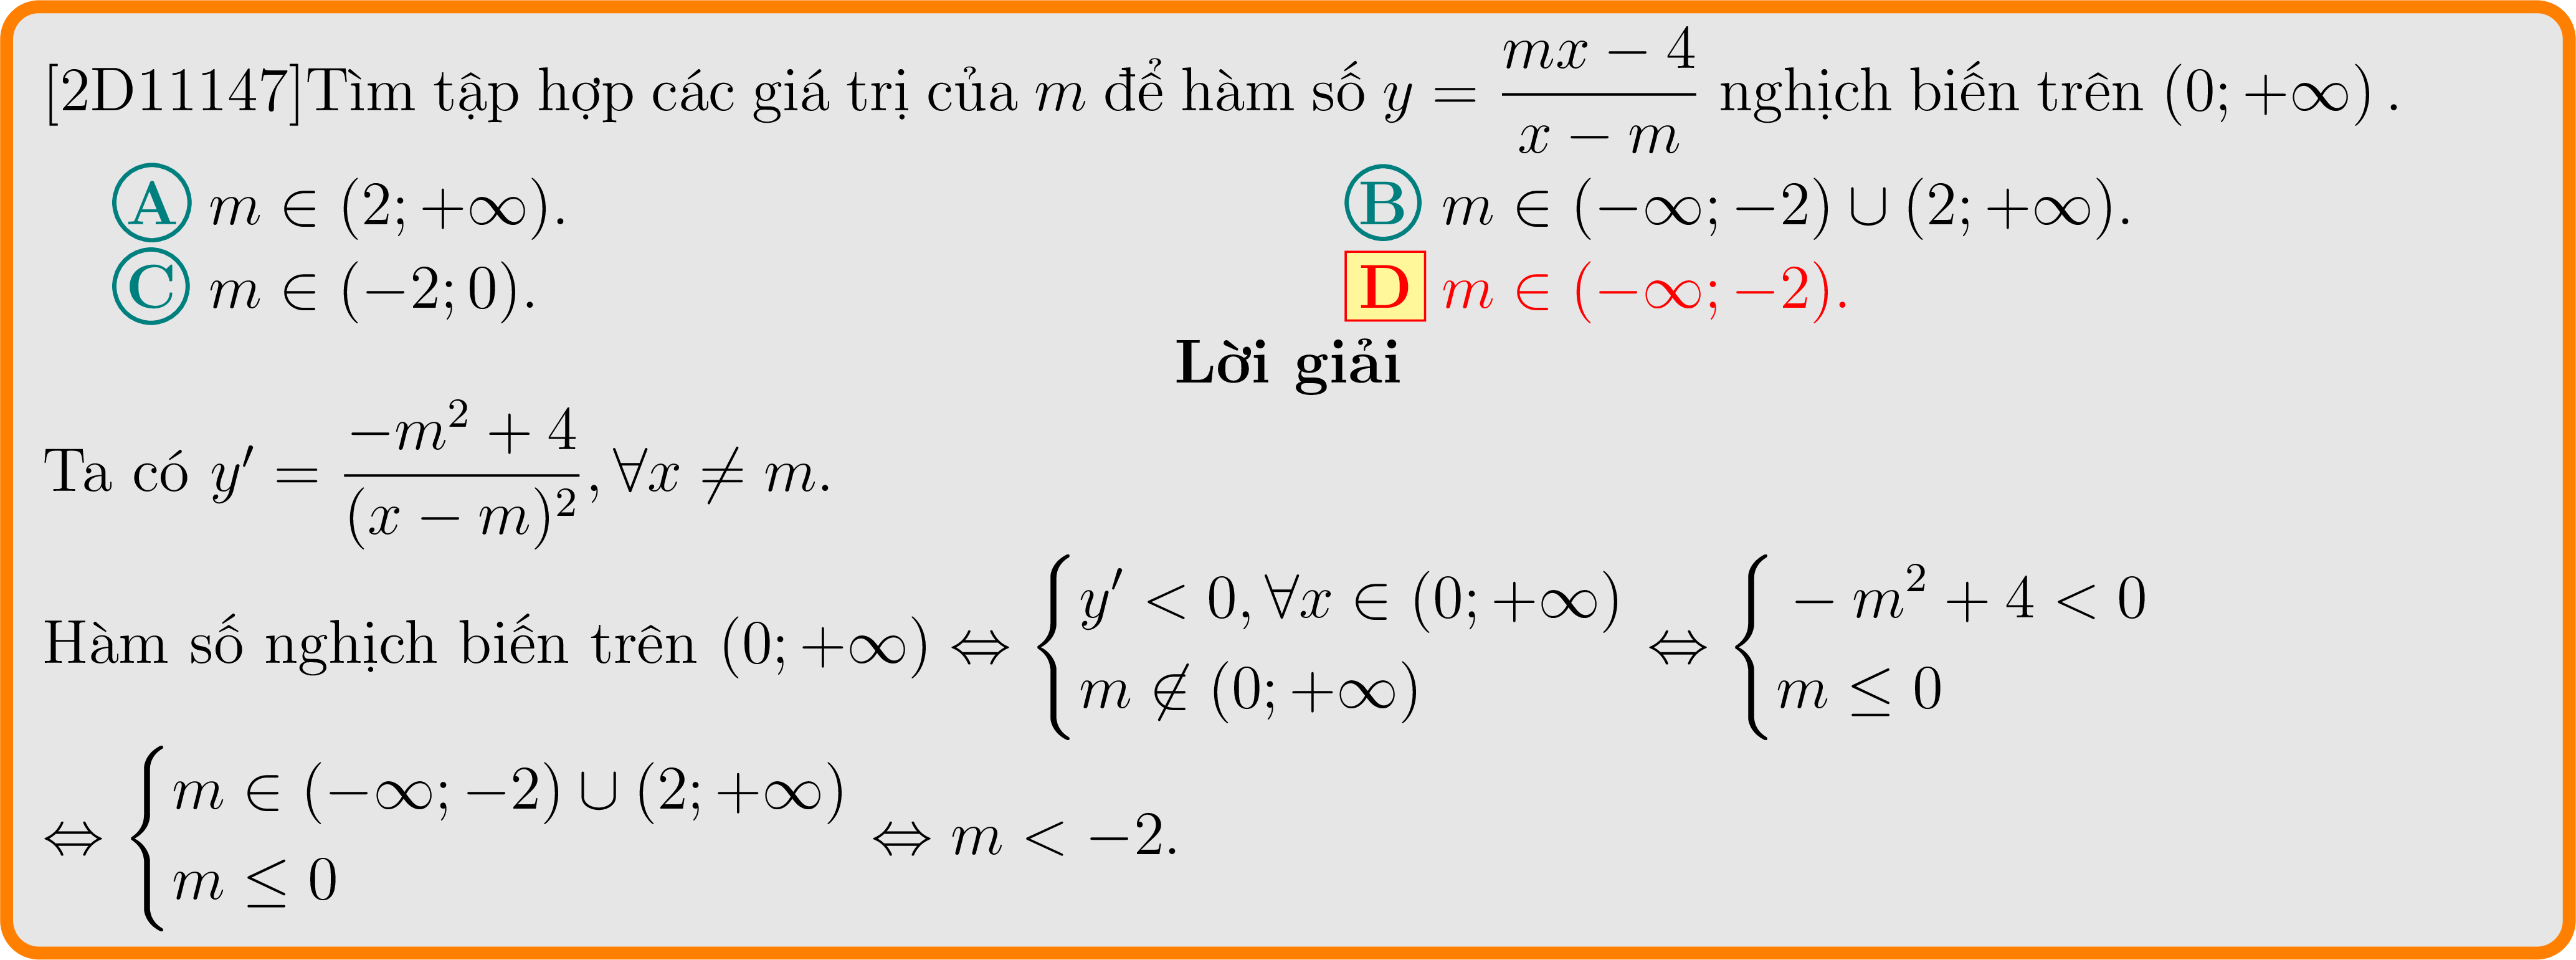 [2D11147]Tìm tập hợp các giá trị của $m$ để hàm số $y = \dfrac{mx-4}{x-m}$ nghịch biến trên $(0;+\infty)$.
A $m \in (2;+\infty)$. B $m \in (-\infty;-2) \cup (2;+\infty)$.
C $m \in (-2;0)$. D $m \in (-\infty;-2)$.
Lời giải
Ta có $y' = \dfrac{-m^2+4}{(x-m)^2}, \forall x \neq m$.
Hàm số nghịch biến trên $(0;+\infty) \Leftrightarrow \begin{cases} y' < 0, \forall x \in (0;+\infty) \\ m \notin (0;+\infty) \end{cases} \Leftrightarrow \begin{cases} -m^2+4 < 0 \\ m \leq 0 \end{cases}$
$\Leftrightarrow \begin{cases} m \in (-\infty;-2) \cup (2;+\infty) \\ m \leq 0 \end{cases} \Leftrightarrow m < -2$.